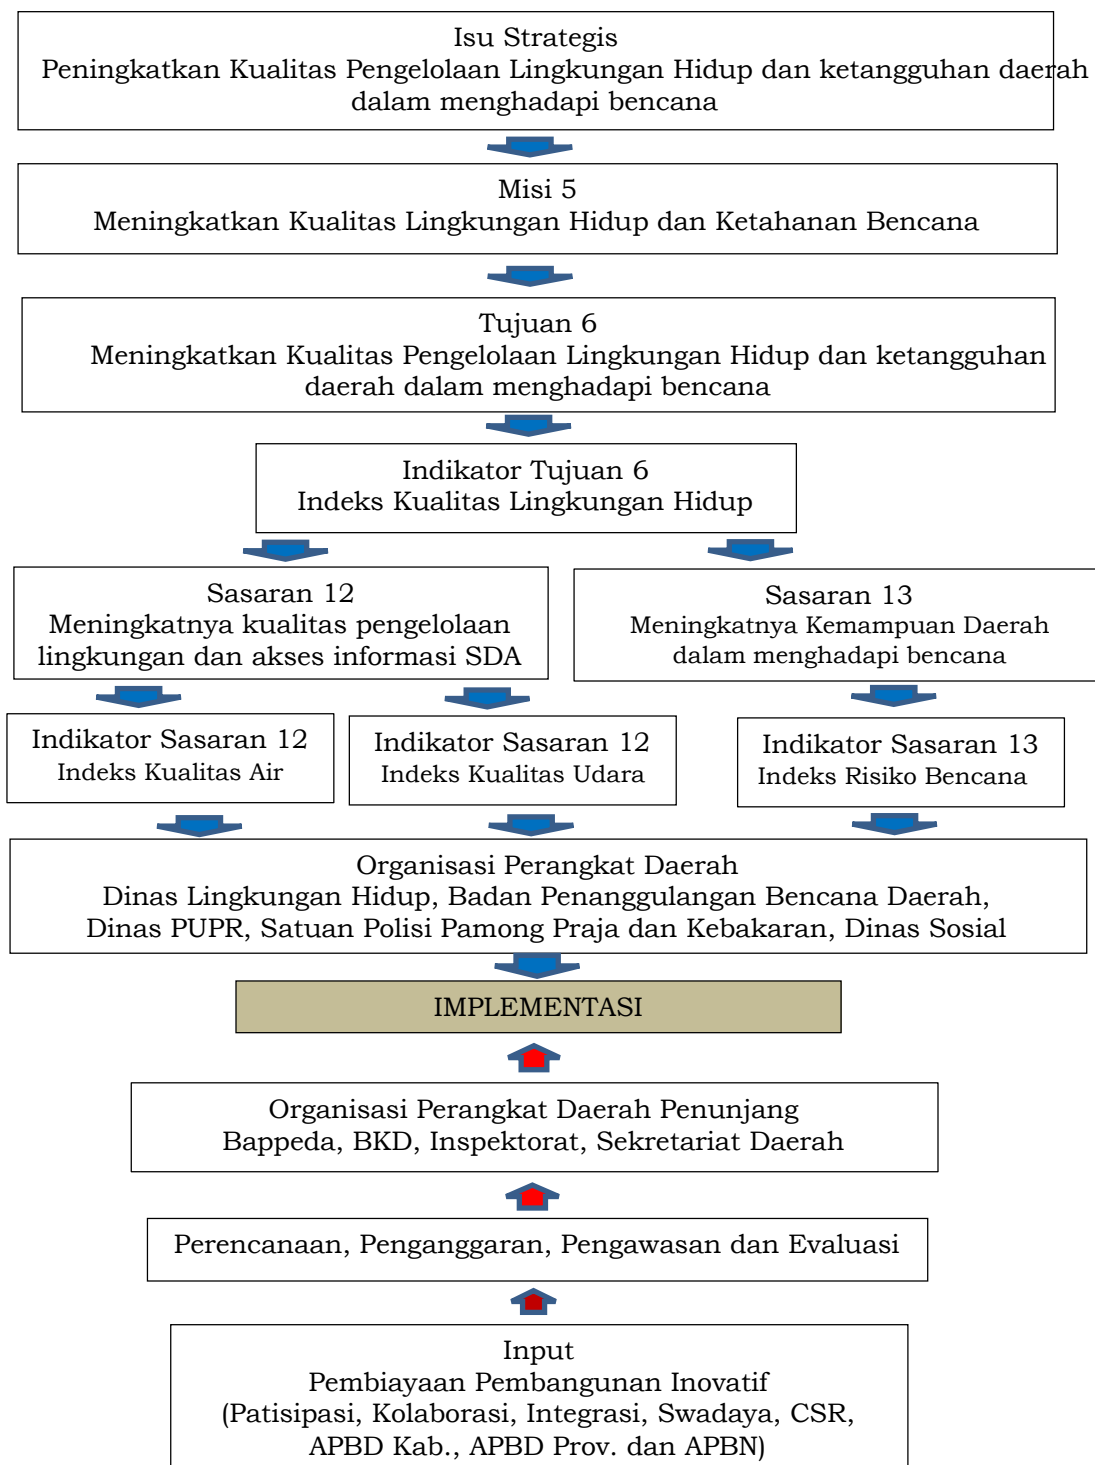 Isu Strategis
Peningkatkan Kualitas Pengelolaan Lingkungan Hidup dan ketangguhan daerah
dalam menghadapi bencana
Misi 5
Meningkatkan Kualitas Lingkungan Hidup dan Ketahanan Bencana
Tujuan 6
Meningkatkan Kualitas Pengelolaan Lingkungan Hidup dan ketangguhan
daerah dalam menghadapi bencana
Indikator Tujuan 6
Indeks Kualitas Lingkungan Hidup
Sasaran 12
Meningkatnya kualitas pengelolaan
lingkungan dan akses informasi SDA
Sasaran 13
Meningkatnya Kemampuan Daerah
dalam menghadapi bencana
Indikator Sasaran 12
Indeks Kualitas Air
Indikator Sasaran 12
Indeks Kualitas Udara
Indikator Sasaran 13
Indeks Risiko Bencana
Organisasi Perangkat Daerah
Dinas Lingkungan Hidup, Badan Penanggulangan Bencana Daerah,
Dinas PUPR, Satuan Polisi Pamong Praja dan Kebakaran, Dinas Sosial
IMPLEMENTASI
Organisasi Perangkat Daerah Penunjang
Bappeda, BKD, Inspektorat, Sekretariat Daerah
Perencanaan, Penganggaran, Pengawasan dan Evaluasi
Input
Pembiayaan Pembangunan Inovatif
(Patisipasi, Kolaborasi, Integrasi, Swadaya, CSR,
APBD Kab., APBD Prov. dan APBN)